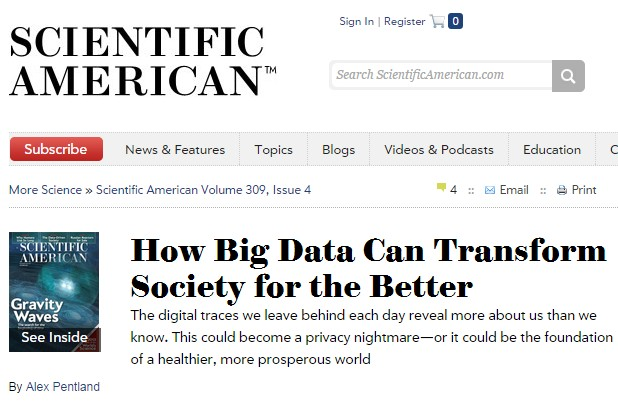 SCIENTIFIC
AMERICAN™
Sign In | Register 0
Search ScientificAmerican.com
Subscribe News & Features Topics Blogs Videos & Podcasts Education C
More Science » Scientific American Volume 309, Issue 4
4 :: Email :: Print
SCIENTIFIC
AMERICAN
Gravity
Waves
See Inside
How Big Data Can Transform
Society for the Better
The digital traces we leave behind each day reveal more about us than we
know. This could become a privacy nightmare—or it could be the foundation
of a healthier, more prosperous world
By Alex Pentland